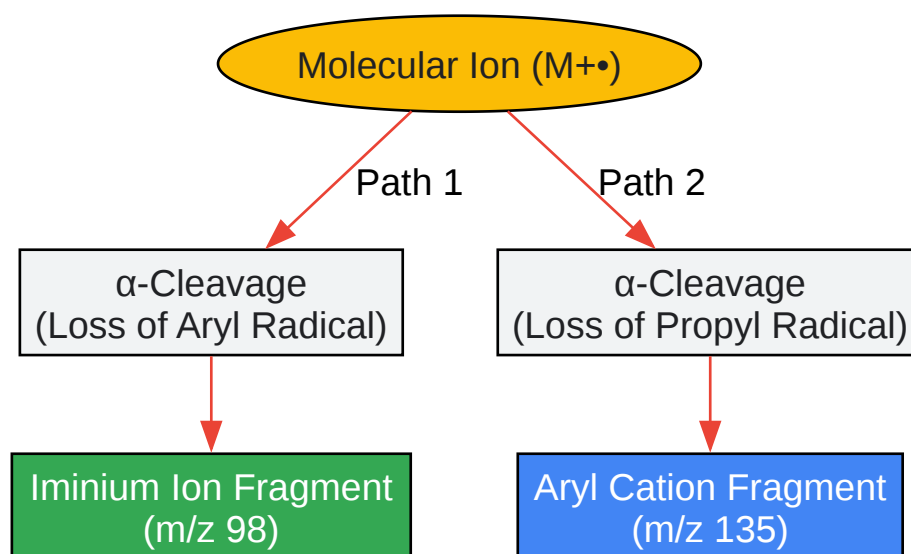 Molecular Ion (M+•)
Path 1
Path 2
α-Cleavage
(Loss of Aryl Radical)
α-Cleavage
(Loss of Propyl Radical)
Iminium Ion Fragment
(m/z 98)
Aryl Cation Fragment
(m/z 135)